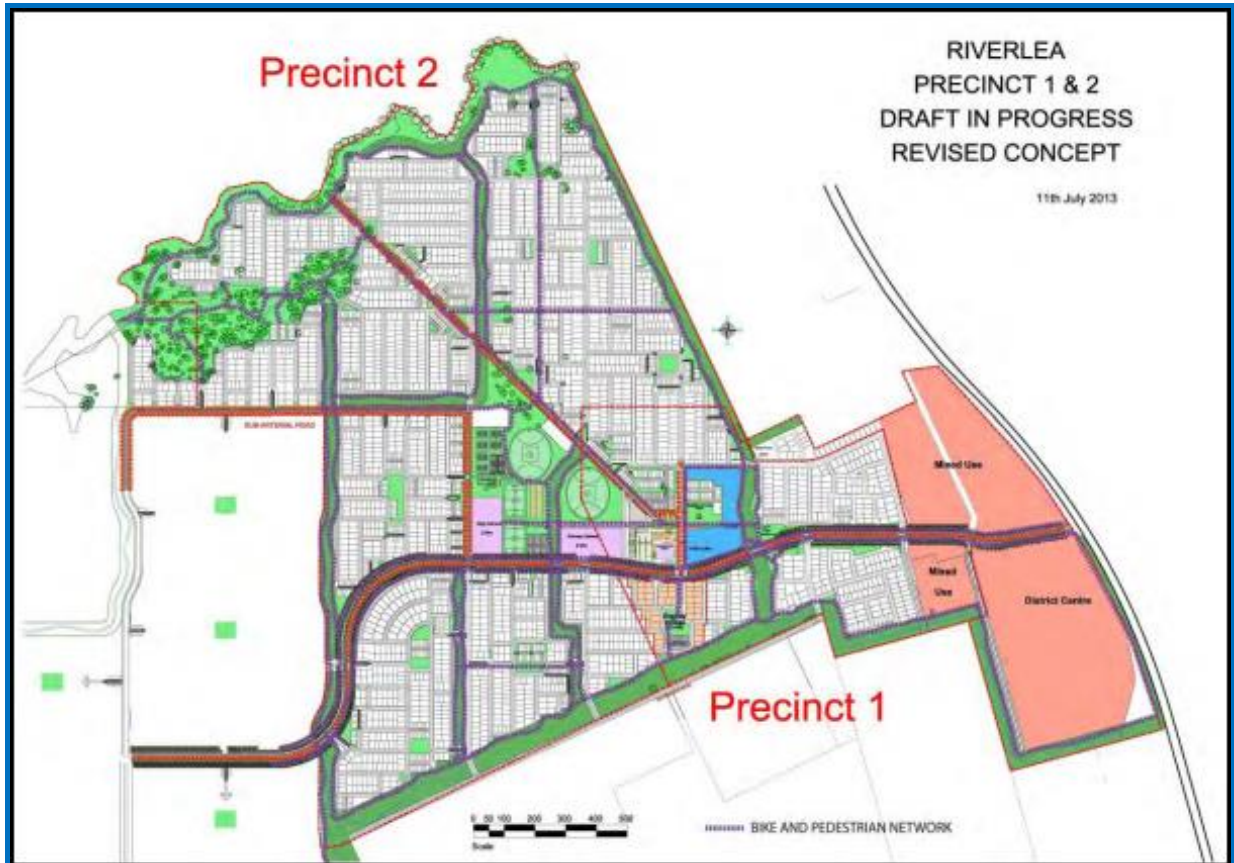 Precinct 2
RIVERLEA
PRECINCT 1 & 2
DRAFT IN PROGRESS
REVISED CONCEPT
11th July 2013
SUB-ARTERIAL ROAD
Mixed Use
Mixed
Use
District Centre
Precinct 1
0 50 100 200 300 400 500
Scale
BIKE AND PEDESTRIAN NETWORK